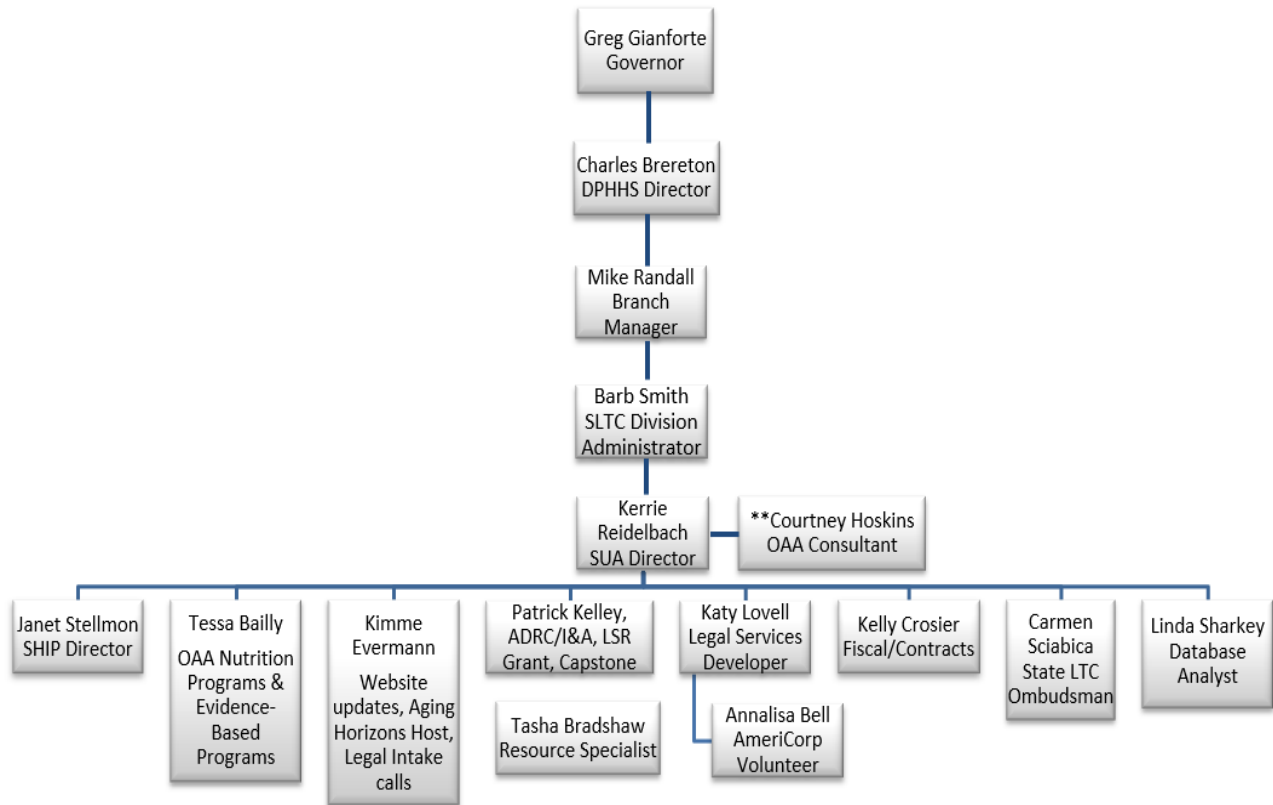 Greg Gianforte
Governor
Charles Brereton
DPHHS Director
Mike Randall
Branch
Manager
Barb Smith
SLTC Division
Administrator
Kerrie
Reidelbach
SUA Director
**Courtney Hoskins
OAA Consultant
Janet Stellmon
SHIP Director
Tessa Bailly
OAA Nutrition
Programs &
Evidence-
Based
Programs
Kimme
Evermann
Website
updates, Aging
Horizons Host,
Legal Intake
calls
Patrick Kelley,
ADRC/I&A, LSR
Grant, Capstone
Tasha Bradshaw
Resource Specialist
Katy Lovell
Legal Services
Developer
Annalisa Bell
AmeriCorp
Volunteer
Kelly Crosier
Fiscal/Contracts
Carmen
Sciabica
State LTC
Ombudsman
Linda Sharkey
Database
Analyst